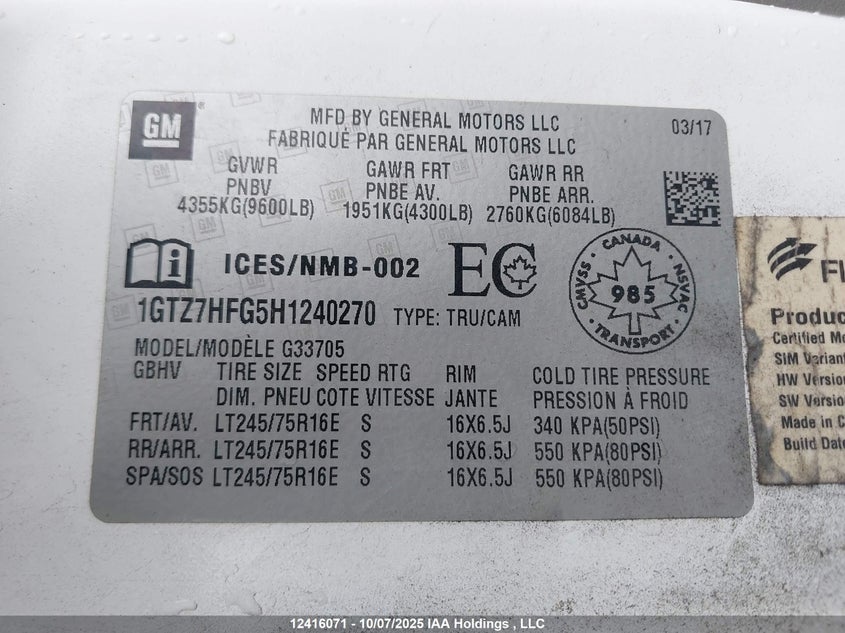 GM
MFD BY GENERAL MOTORS LLC
FABRIQUÉ PAR GENERAL MOTORS LLC
03/17
GVWR GAWR FRT GAWR RR
PNBV PNBE AV. PNBE ARR.
4355KG(9600LB) 1951KG(4300LB) 2760KG(6084LB)
i ICES/NMB-002 EC
CANADA
CMVSS 985 NSVAC
TRANSPORT
1GTZ7HFG5H1240270 TYPE: TRU/CAM
MODEL/MODÈLE G33705
GBHV TIRE SIZE SPEED RTG RIM COLD TIRE PRESSURE
DIM. PNEU COTE VITESSE JANTE PRESSION À FROID
FRT/AV. LT245/75R16E S 16X6.5J 340 KPA(50PSI)
RR/ARR. LT245/75R16E S 16X6.5J 550 KPA(80PSI)
SPA/SOS LT245/75R16E S 16X6.5J 550 KPA(80PSI)
Certified
SIM
HW
SW
Made in
Build
12416071 - 10/07/2025 IAA Holdings , LLC